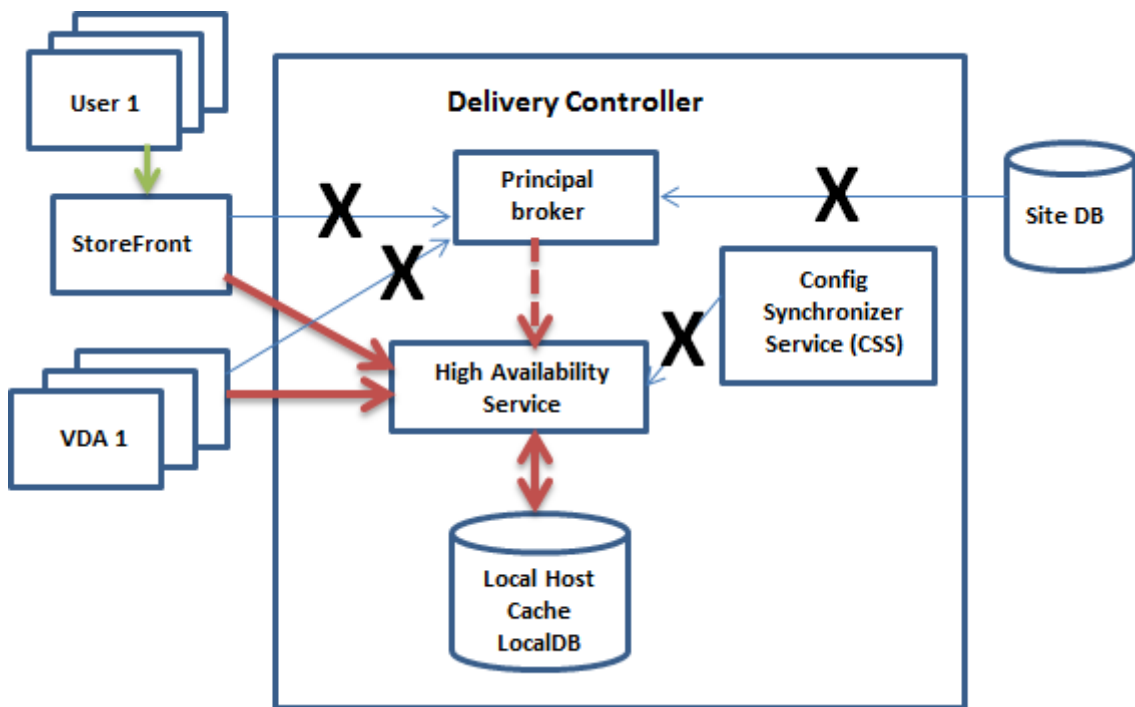 User 1
Delivery Controller
Principal
broker
X
X
Site DB
StoreFront
X
Config
Synchronizer
Service (CSS)
X
High Availability
Service
VDA 1
Local Host
Cache
LocalDB